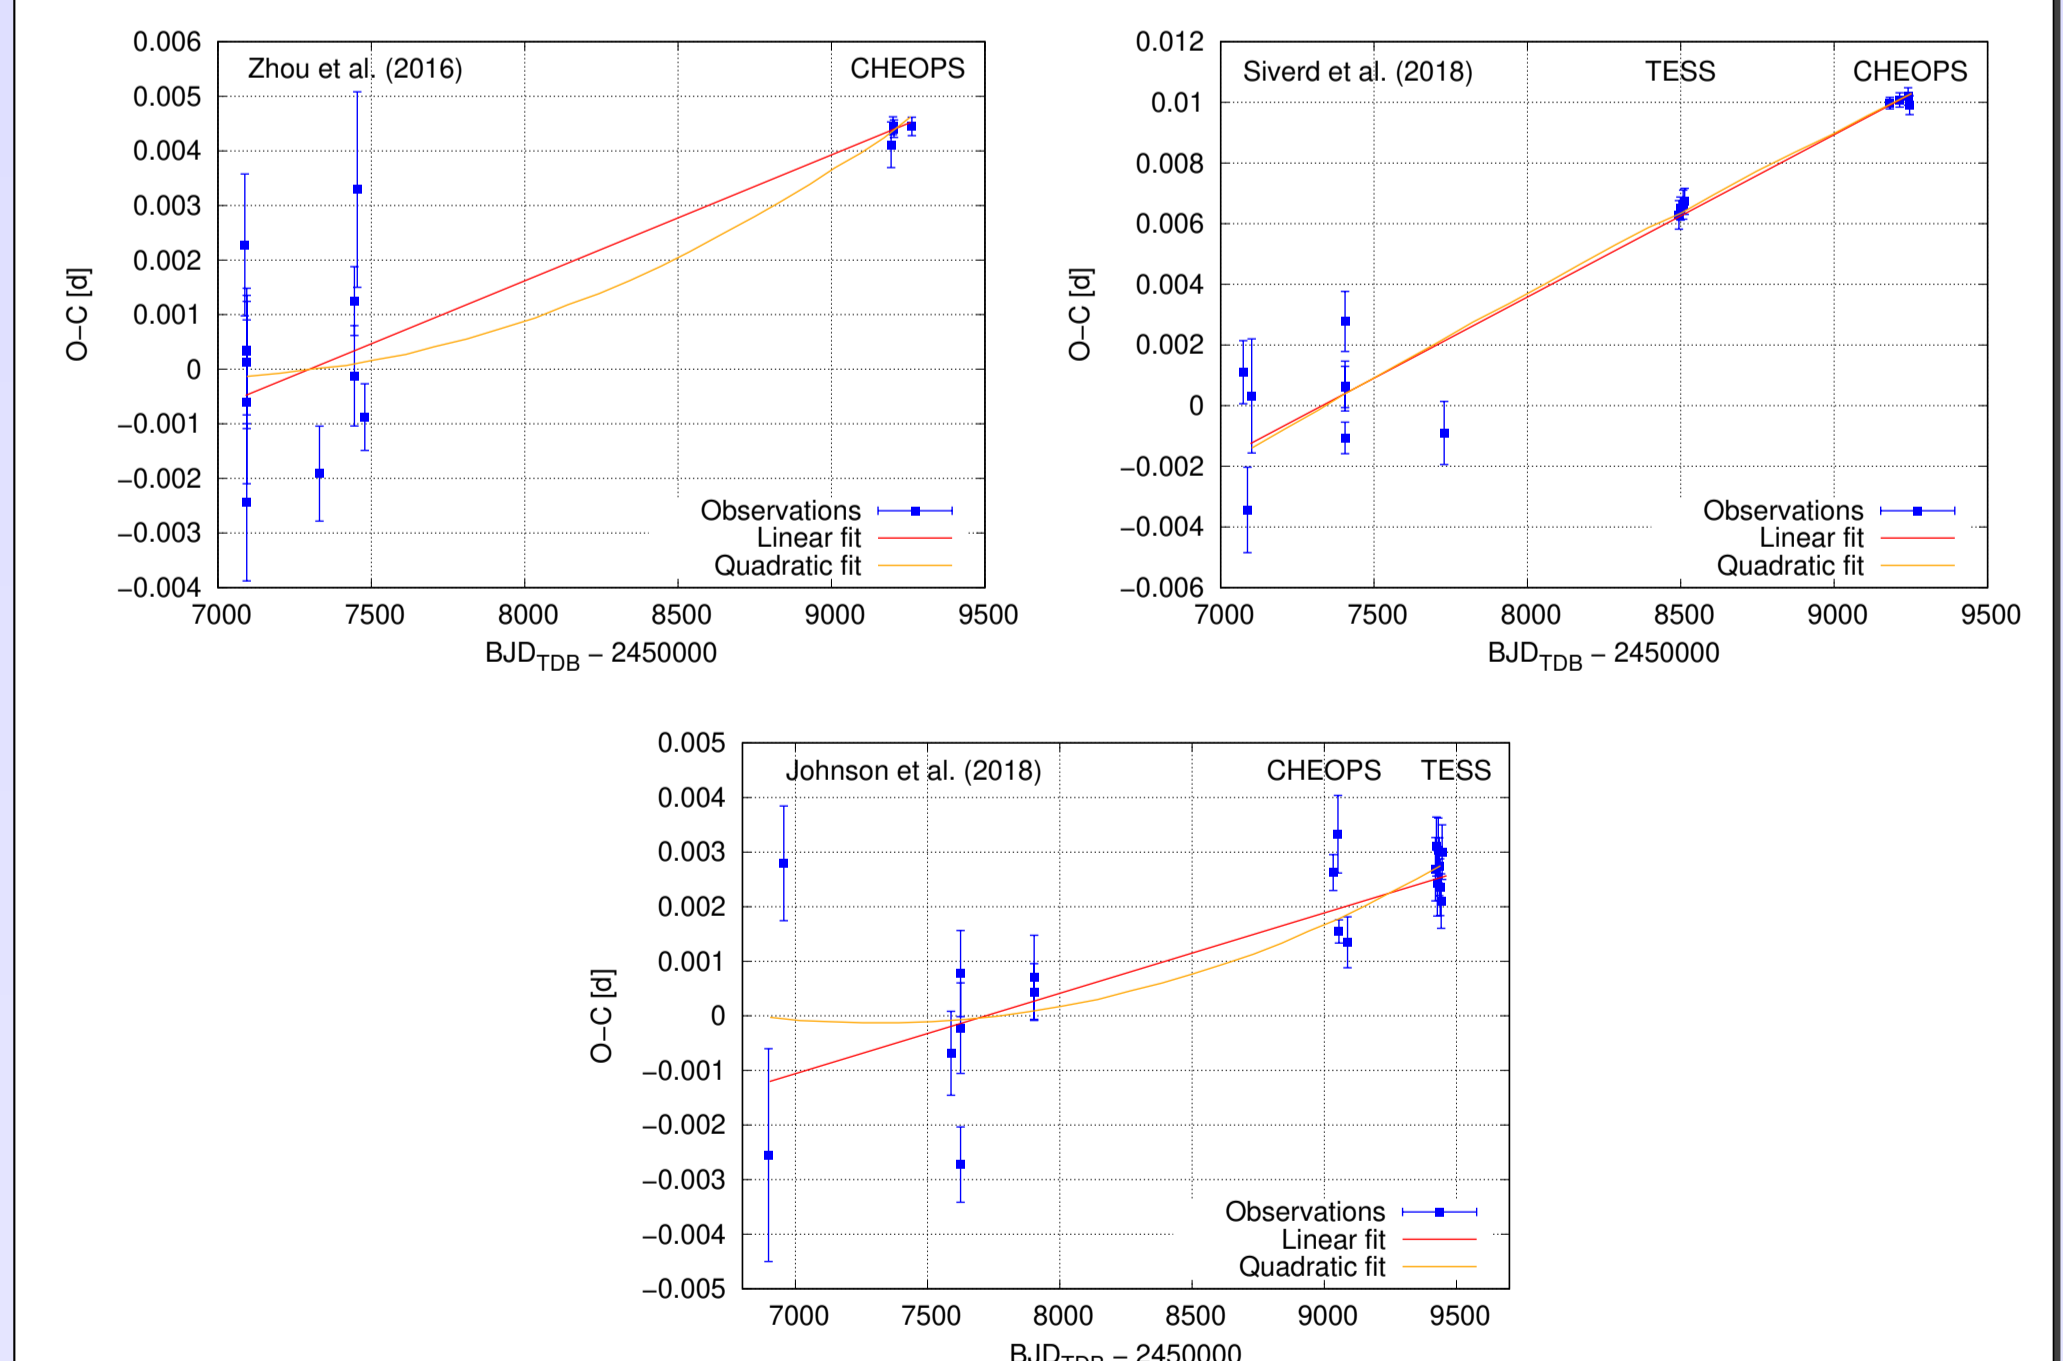 Zhou et al. (2016) CHEOPS
0.006
0.005
0.004
0.003
0.002
0.001
0
−0.001
−0.002
−0.003
−0.004
O−C [d]
Observations
Linear fit
Quadratic fit
7000 7500 8000 8500 9000 9500
BJD_TDB − 2450000
Siverd et al. (2018) TESS CHEOPS
0.012
0.01
0.008
0.006
0.004
0.002
0
−0.002
−0.004
−0.006
O−C [d]
Observations
Linear fit
Quadratic fit
7000 7500 8000 8500 9000 9500
BJD_TDB − 2450000
Johnson et al. (2018) CHEOPS TESS
0.005
0.004
0.003
0.002
0.001
0
−0.001
−0.002
−0.003
−0.004
−0.005
O−C [d]
Observations
Linear fit
Quadratic fit
7000 7500 8000 8500 9000 9500
BJD_TDB − 2450000